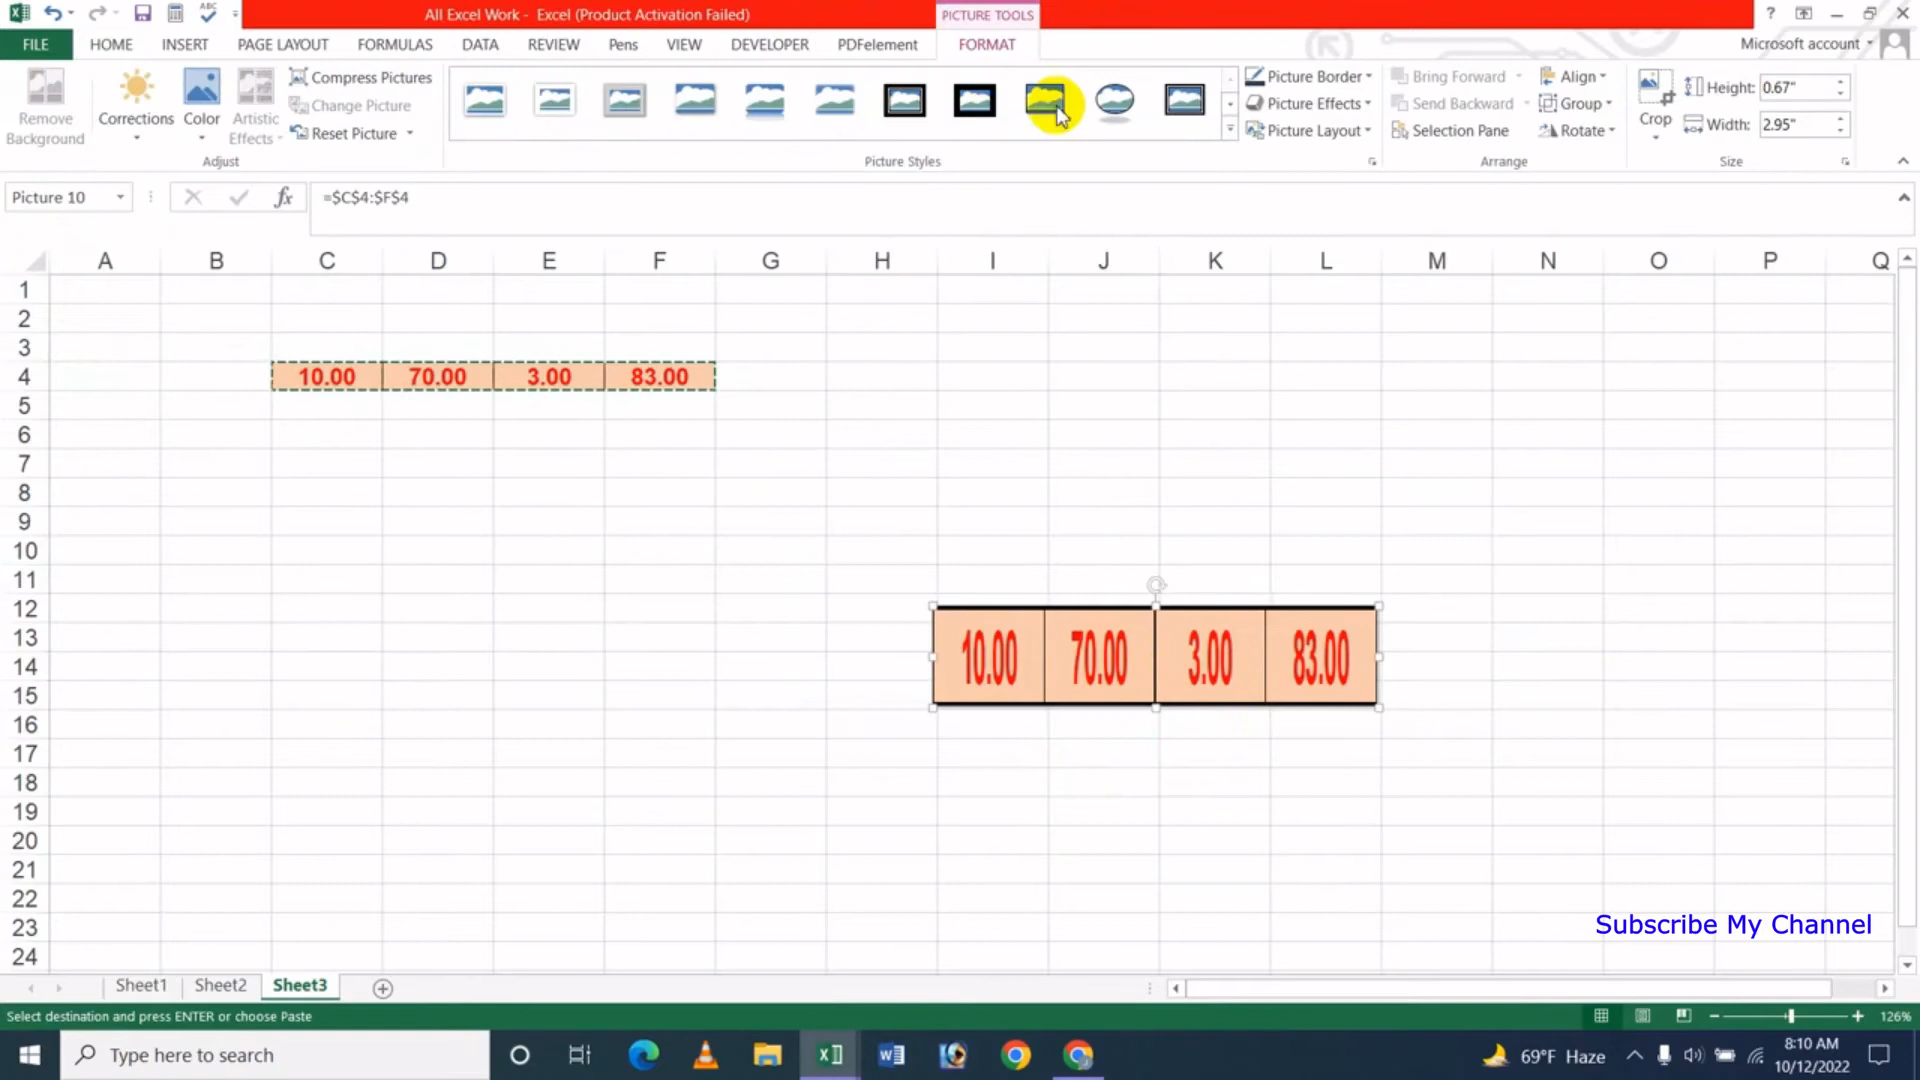 All Excel Work - Excel (Product Activation Failed)
PICTURE TOOLS
?
FILE HOME INSERT PAGE LAYOUT FORMULAS DATA REVIEW Pens VIEW DEVELOPER PDFelement FORMAT Microsoft account
Remove Background
Corrections
Color
Artistic Effects
Compress Pictures
Change Picture
Reset Picture
Adjust
Picture Styles
Picture Border
Picture Effects
Picture Layout
Bring Forward
Send Backward
Selection Pane
Align
Group
Rotate
Arrange
Crop
Height: 0.67"
Width: 2.95"
Size
Picture 10 fx =$C$4:$F$4
A B C D E F G H I J K L M N O P Q
1
2
3
4 10.00 70.00 3.00 83.00
5
6
7
8
9
10
11
12
13
10.00 70.00 3.00 83.00
14
15
16
17
18
19
20
21
22
23
Subscribe My Channel
24
Sheet1 Sheet2 Sheet3
Select destination and press ENTER or choose Paste 126%
Type here to search
69°F Haze
8:10 AM
10/12/2022